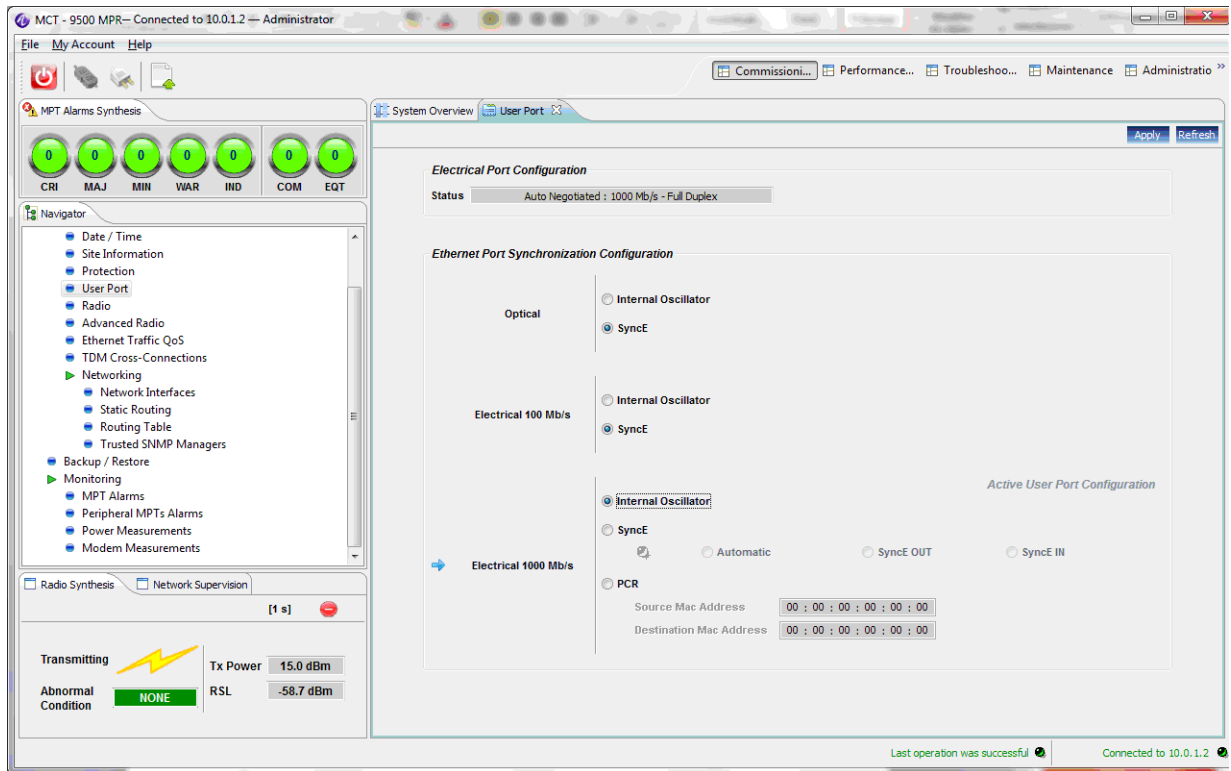 MCT - 9500 MPR— Connected to 10.0.1.2 — Administrator
File My Account Help
Commissioni... Performance... Troubleshoo... Maintenance Administratio »
MPT Alarms Synthesis
0 0 0 0 0 0 0
CRI MAJ MIN WAR IND COM EQT
Navigator
Date / Time
Site Information
Protection
User Port
Radio
Advanced Radio
Ethernet Traffic QoS
TDM Cross-Connections
Networking
Network Interfaces
Static Routing
Routing Table
Trusted SNMP Managers
Backup / Restore
Monitoring
MPT Alarms
Peripheral MPTs Alarms
Power Measurements
Modem Measurements
Radio Synthesis Network Supervision
[1 s]
Transmitting
Tx Power 15.0 dBm
Abnormal Condition NONE
RSL -58.7 dBm
System Overview User Port
Apply Refresh
Electrical Port Configuration
Status Auto Negotiated : 1000 Mb/s - Full Duplex
Ethernet Port Synchronization Configuration
Optical
Internal Oscillator
SyncE
Electrical 100 Mb/s
Internal Oscillator
SyncE
Active User Port Configuration
Electrical 1000 Mb/s
Internal Oscillator
SyncE
Automatic SyncE OUT SyncE IN
PCR
Source Mac Address 00 : 00 : 00 : 00 : 00 : 00
Destination Mac Address 00 : 00 : 00 : 00 : 00 : 00
Last operation was successful Connected to 10.0.1.2